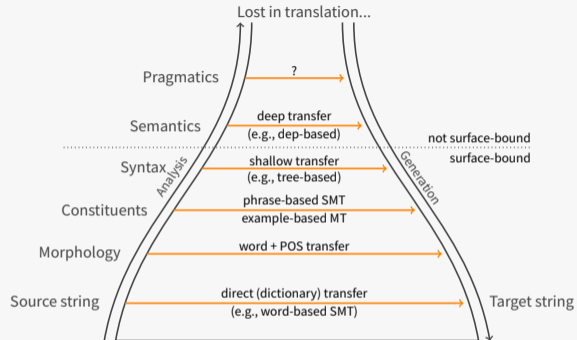 Lost in translation...
Pragmatics
?
Semantics
deep transfer
(e.g., dep-based)
not surface-bound
surface-bound
Syntax
Analysis
shallow transfer
(e.g., tree-based)
Generation
Constituents
phrase-based SMT
example-based MT
Morphology
word + POS transfer
Source string
direct (dictionary) transfer
(e.g., word-based SMT)
Target string